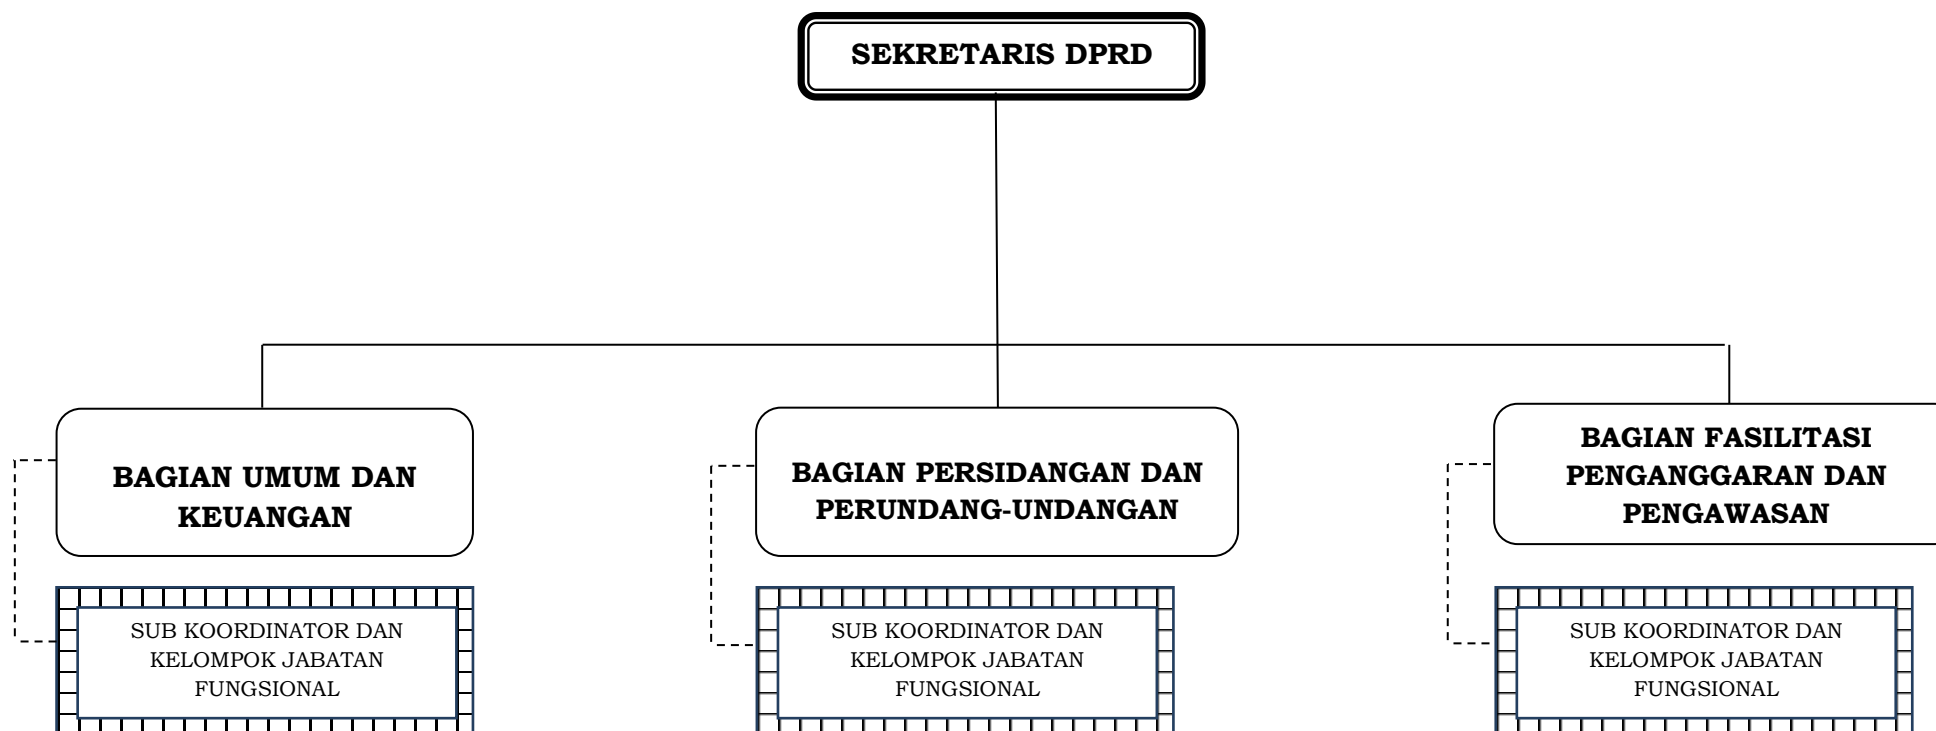 SEKRETARIS DPRD
BAGIAN UMUM DAN
KEUANGAN
BAGIAN PERSIDANGAN DAN
PERUNDANG-UNDANGAN
BAGIAN FASILITASI
PENGANGGARAN DAN
PENGAWASAN
SUB KOORDINATOR DAN
KELOMPOK JABATAN
FUNGSIONAL
SUB KOORDINATOR DAN
KELOMPOK JABATAN
FUNGSIONAL
SUB KOORDINATOR DAN
KELOMPOK JABATAN
FUNGSIONAL